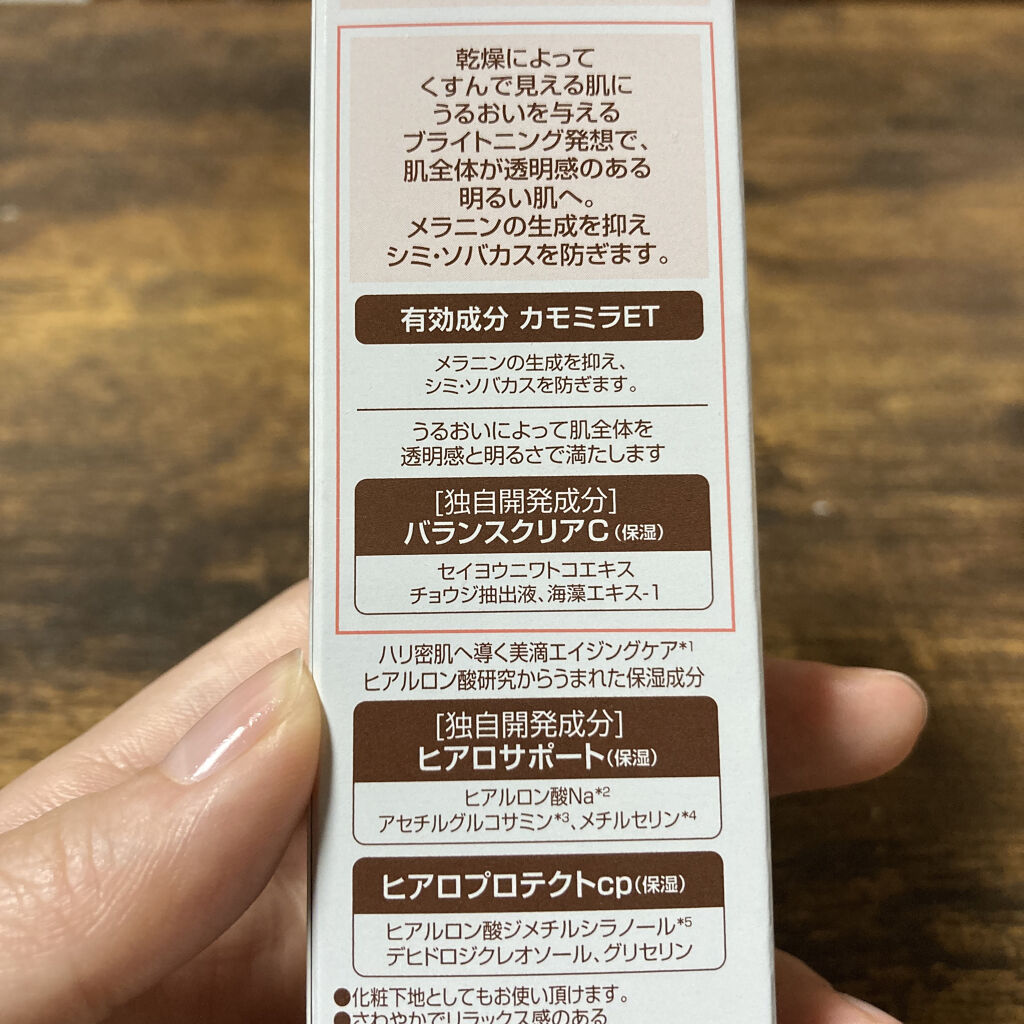 乾燥によって
くすんで見える肌に
うるおいを与える
ブライトニング発想で、
肌全体が透明感のある
明るい肌へ。
メラニンの生成を抑え
シミ・ソバカスを防ぎます。
有効成分 カモミラET
メラニンの生成を抑え、
シミ・ソバカスを防ぎます。
うるおいによって肌全体を
透明感と明るさで満たします
[独自開発成分]
バランスクリアC（保湿）
セイヨウニワトコエキス
チョウジ抽出液、海藻エキス-1
ハリ密肌へ導く美滴エイジングケア*1
ヒアルロン酸研究からうまれた保湿成分
[独自開発成分]
ヒアロサポート（保湿）
ヒアルロン酸Na*2
アセチルグルコサミン*3、メチルセリン*4
ヒアロプロテクトcp（保湿）
ヒアルロン酸ジメチルシラノール*5
デヒドロジクレオソール、グリセリン
●化粧下地としてもお使い頂けます。
●さわやかでリラックス感のある